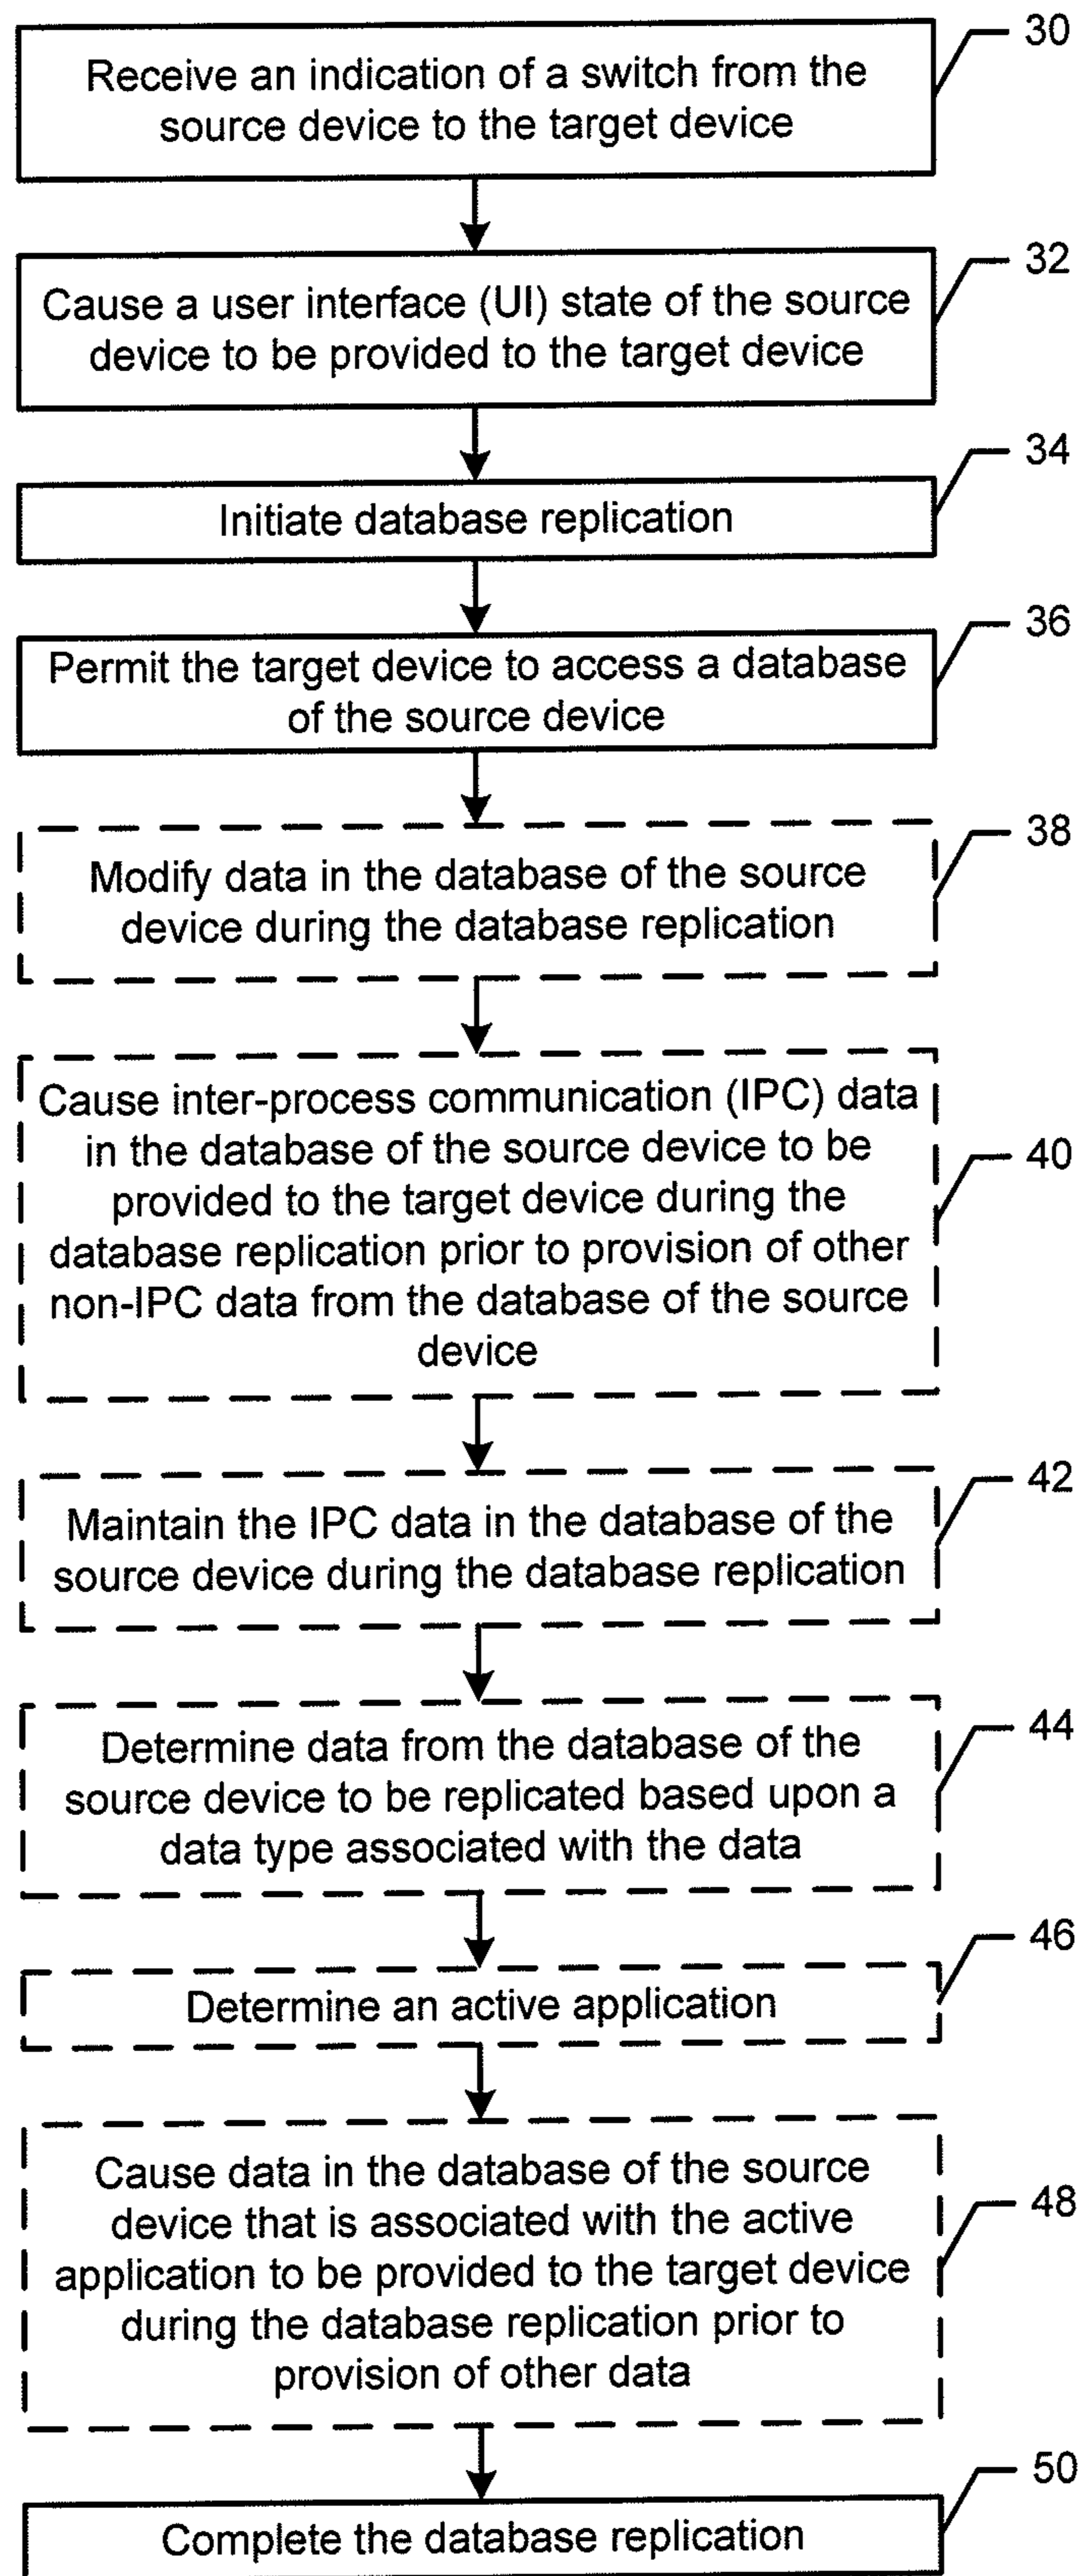 30
Receive an indication of a switch from the
source device to the target device
32
Cause a user interface (UI) state of the source
device to be provided to the target device
34
Initiate database replication
36
Permit the target device to access a database
of the source device
38
Modify data in the database of the source
device during the database replication
40
Cause inter-process communication (IPC) data
in the database of the source device to be
provided to the target device during the
database replication prior to provision of other
non-IPC data from the database of the source
device
42
Maintain the IPC data in the database of the
source device during the database replication
44
Determine data from the database of the
source device to be replicated based upon a
data type associated with the data
46
Determine an active application
48
Cause data in the database of the source
device that is associated with the active
application to be provided to the target device
during the database replication prior to
provision of other data
50
Complete the database replication